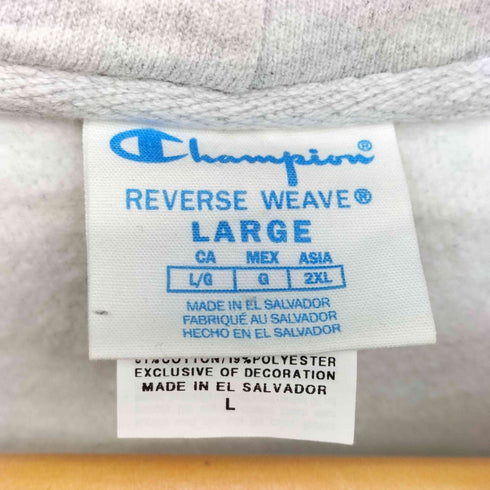 Champion®
REVERSE WEAVE®
LARGE
CA MEX ASIA
L/G G 2XL
MADE IN EL SALVADOR
FABRIQUÉ AU SALVADOR
HECHO EN EL SALVADOR
COTTON/19% POLYESTER
EXCLUSIVE OF DECORATION
MADE IN EL SALVADOR
L